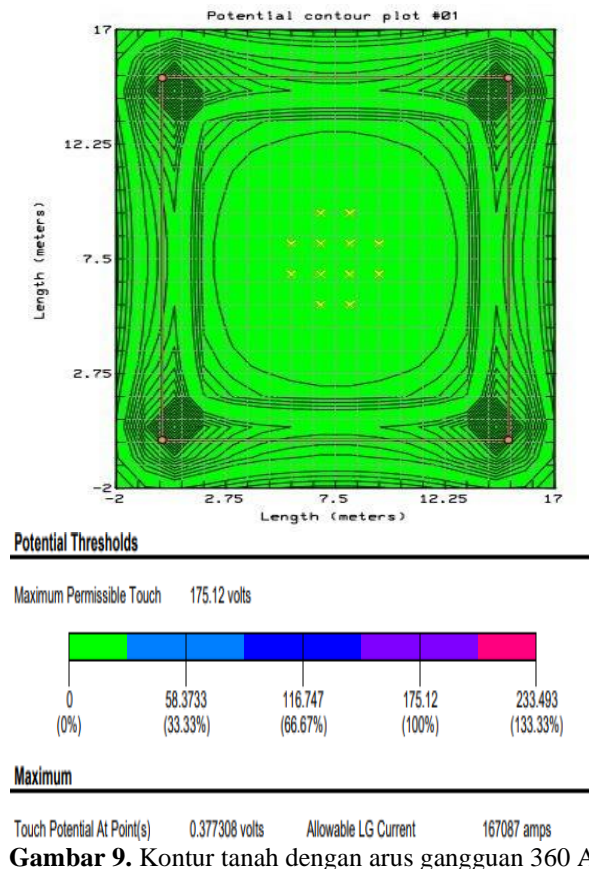 Potential contour plot #01
17
12.25
7.5
2.75
-2
Length (meters)
-2 2.75 7.5 12.25 17
Length (meters)
Potential Thresholds
Maximum Permissible Touch 175.12 volts
0 58.3733 116.747 175.12 233.493
(0%) (33.33%) (66.67%) (100%) (133.33%)
Maximum
Touch Potential At Point(s) 0.377308 volts Allowable LG Current 167087 amps
Gambar 9. Kontur tanah dengan arus gangguan 360 A